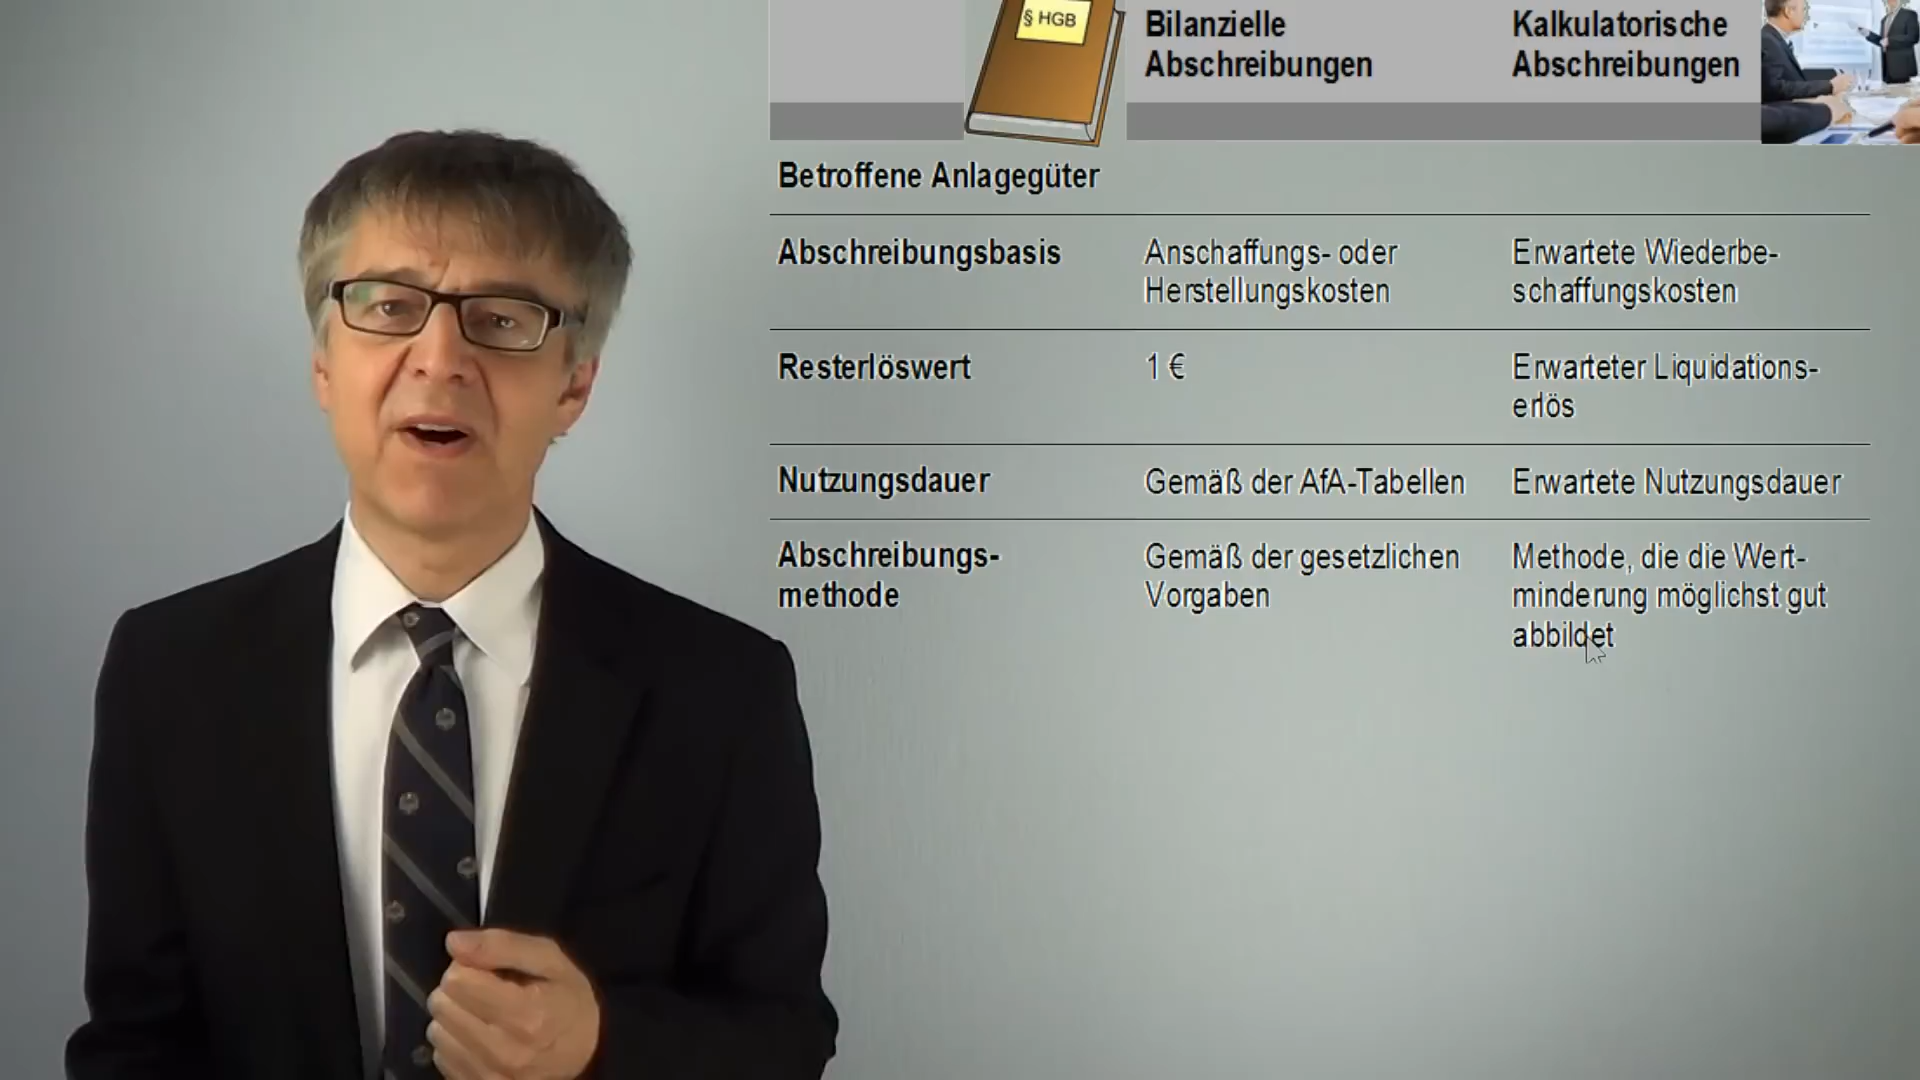 § HGB
Bilanzielle
Abschreibungen
Kalkulatorische
Abschreibungen
Betroffene Anlagegüter
Abschreibungsbasis
Anschaffungs- oder
Herstellungskosten
Erwartete Wiederbe-
schaffungskosten
Resterlöswert
1 €
Erwarteter Liquidations-
erlös
Nutzungsdauer
Gemäß der AfA-Tabellen
Erwartete Nutzungsdauer
Abschreibungs-
methode
Gemäß der gesetzlichen
Vorgaben
Methode, die die Wert-
minderung möglichst gut
abbildet